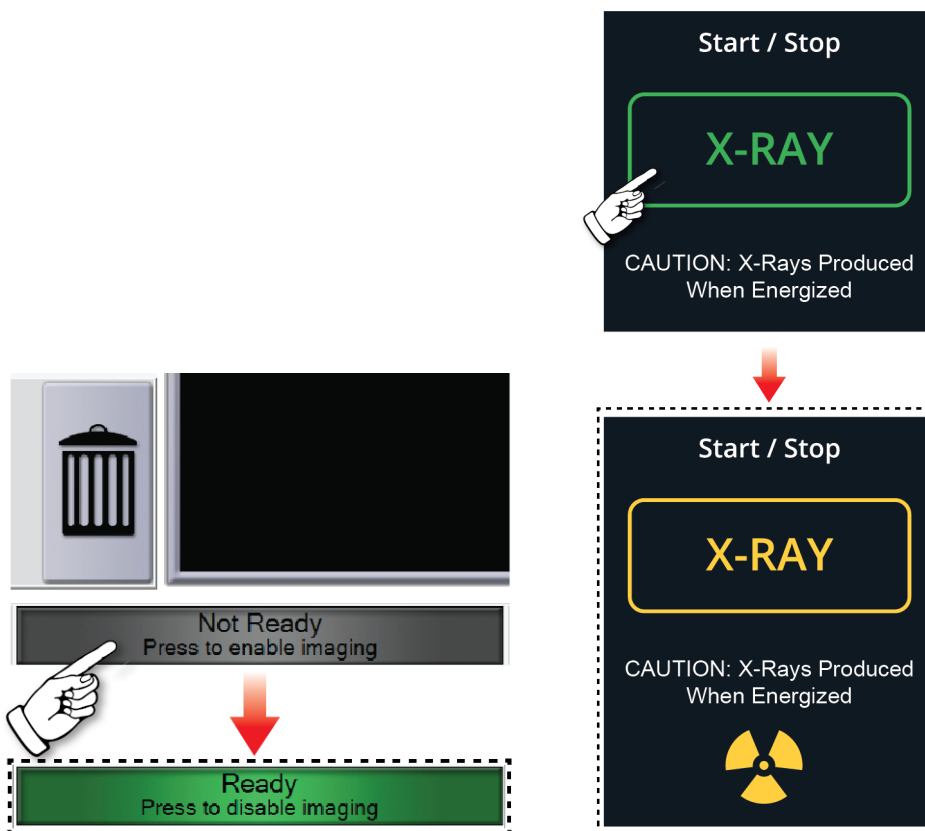 Start / Stop
X-RAY
CAUTION: X-Rays Produced
When Energized
Start / Stop
X-RAY
CAUTION: X-Rays Produced
When Energized
Not Ready
Press to enable imaging
Ready
Press to disable imaging